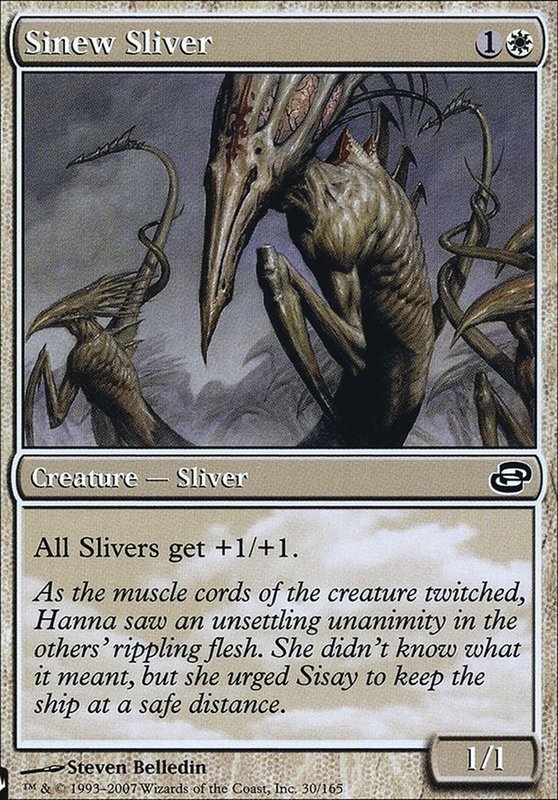 Sinew Sliver 1
Creature — Sliver
All Slivers get +1/+1.
As the muscle cords of the creature twitched,
Hanna saw an unsettling unanimity in the
others' rippling flesh. She didn't know what
it meant, but she urged Sisay to keep the
ship at a safe distance.
Steven Belledin
1/1
™ & © 1993–2007 Wizards of the Coast, Inc. 30/165